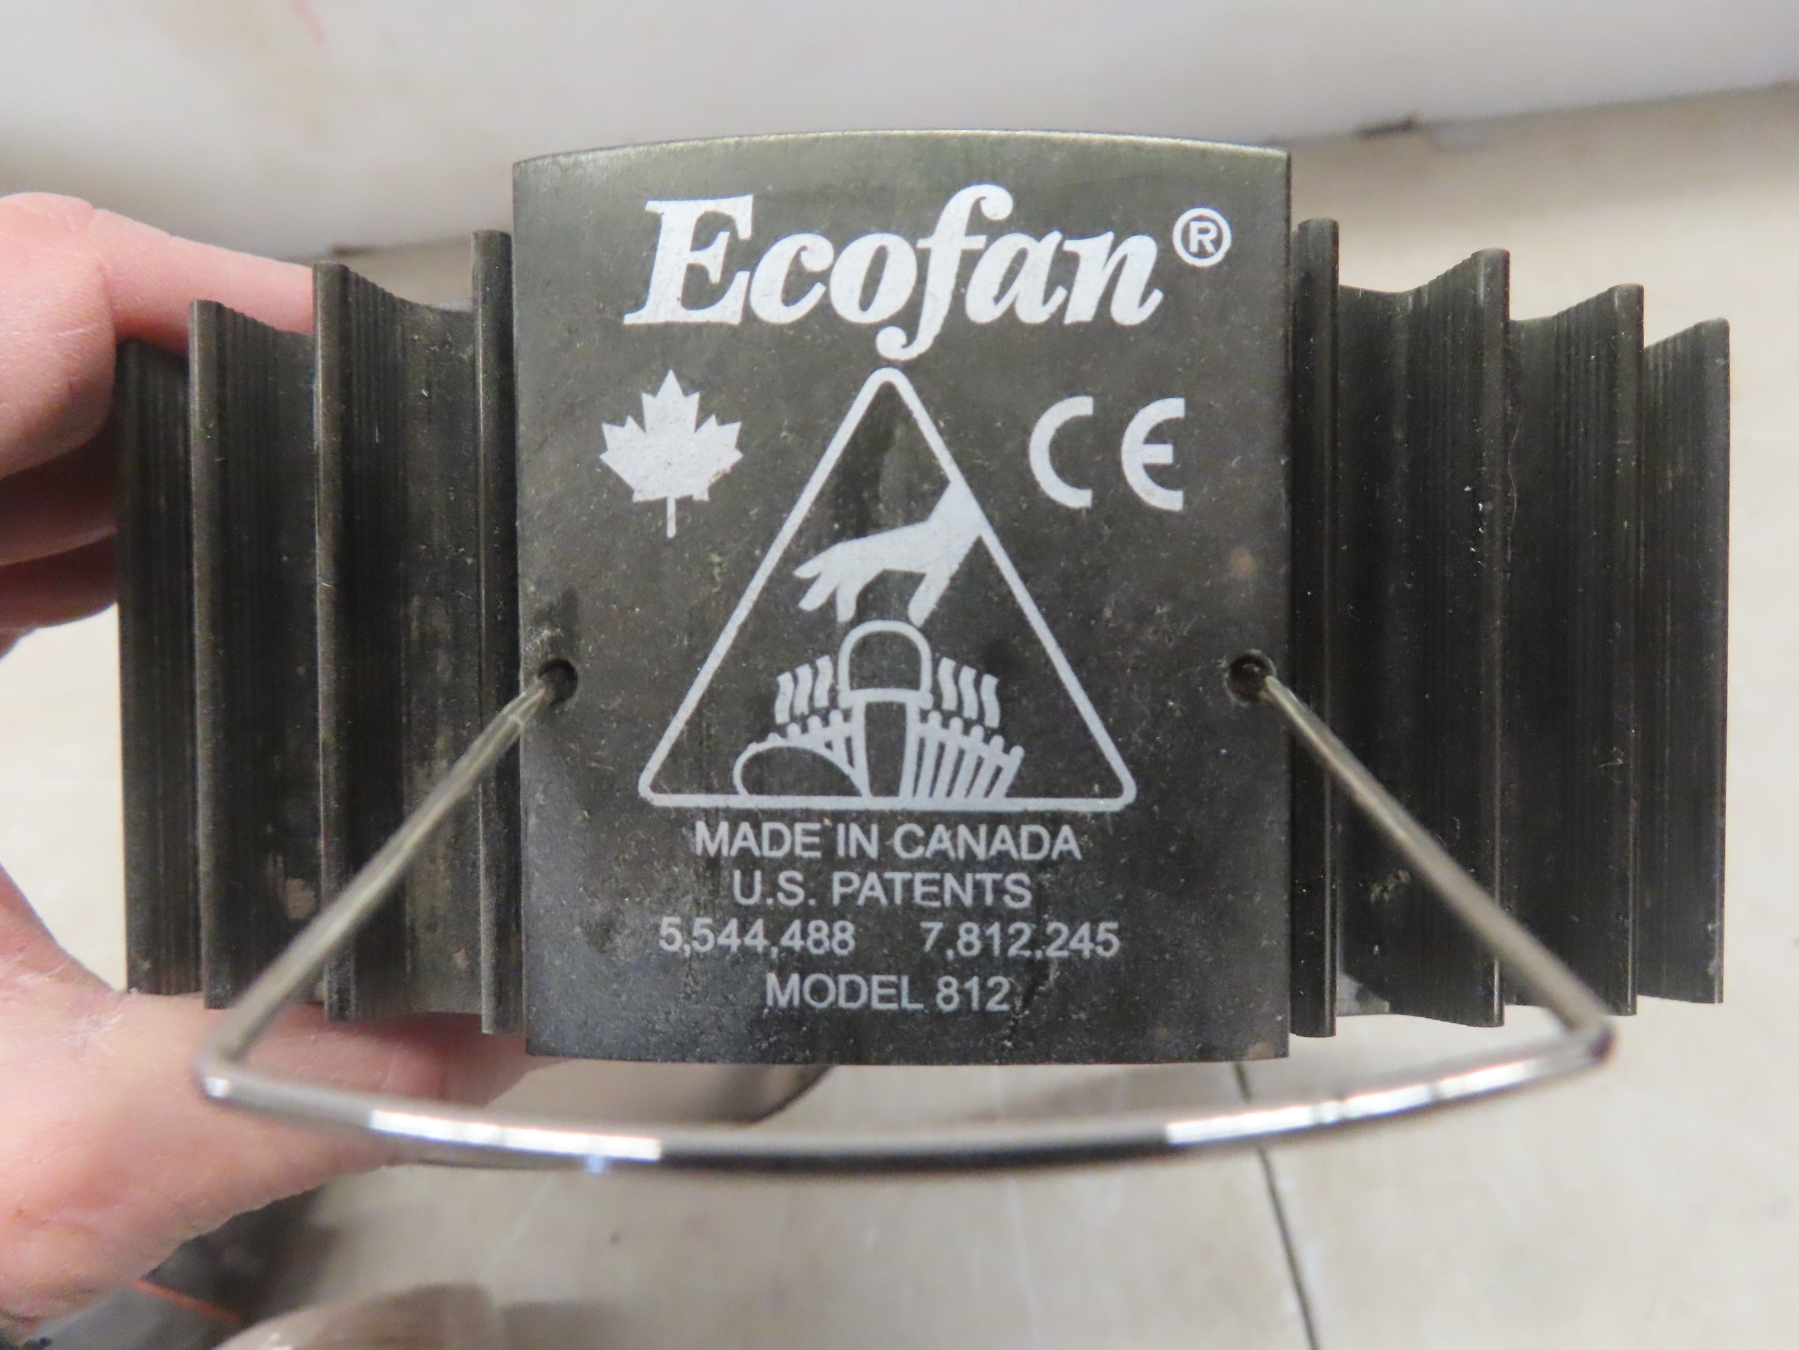 Ecofan®
CE
MADE IN CANADA
U.S. PATENTS
5,544,488 7,812,245
MODEL 812